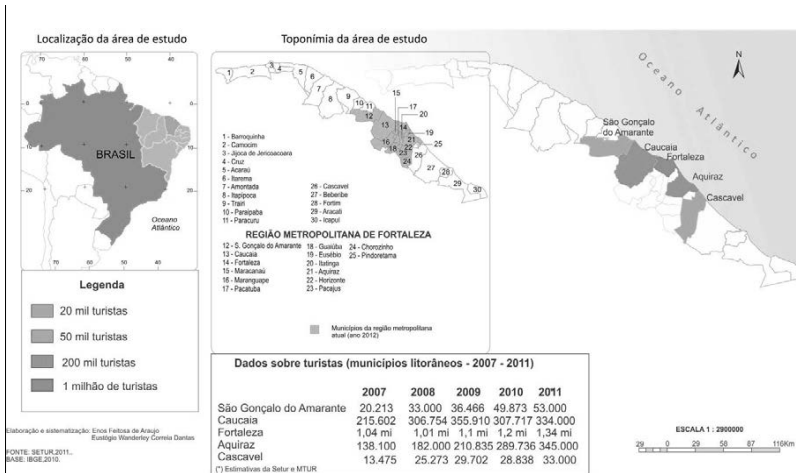 Localização da área de estudo
70 60 50 40
0
10
20
BRASIL
Oceano
Atlântico
70 60 50 40
Legenda
20 mil turistas
50 mil turistas
200 mil turistas
1 milhão de turistas
Elaboração e sistematização: Enos Feitosa de Araujo
Eustógio Wanderley Correia Dantas
FONTE: SETUR,2011..
BASE: IBGE,2010.
Toponímia da área de estudo
1 - Barroquinha
2 - Camocim
3 - Jijoca de Jericoacoara
4 - Cruz
5 - Acaraú
6 - Itarema
7 - Amontada
8 - Itapipoca
9 - Trairi
10 - Paraipaba
11 - Paracuru
26 - Cascavel
27 - Beberibe
28 - Fortim
29 - Aracati
30 - Icapuí
REGIÃO METROPOLITANA DE FORTALEZA
12 - S. Gonçalo do Amarante
13 - Caucaia
14 - Fortaleza
15 - Maracanaú
16 - Maranguape
17 - Pacatuba
18 - Guaiúba
19 - Eusébio
20 - Itaitinga
21 - Aquiraz
22 - Horizonte
23 - Pacajus
24 - Chorozinho
25 - Pindoretama
Municípios da região metropolitana
atual (ano 2012)
Oceano Atlântico
N
São Gonçalo
do Amarante
Caucaia
Fortaleza
Aquiraz
Cascavel
Dados sobre turistas (municípios litorâneos - 2007 - 2011)
2007 2008 2009 2010 2011*
São Gonçalo do Amarante 20.213 33.000 36.466 49.873 53.000
Caucaia 215.602 306.754 355.910 307.717 334.000
Fortaleza 1,04 mi 1,01 mi 1,1 mi 1,2 mi 1,34 mi
Aquiraz 138.100 182.000 210.835 289.736 345.000
Cascavel 13.475 25.273 29.702 28.838 33.000
(*) Estimativas da Setur e MTUR
ESCALA 1 : 2900000
29 0 29 58 87 116Km